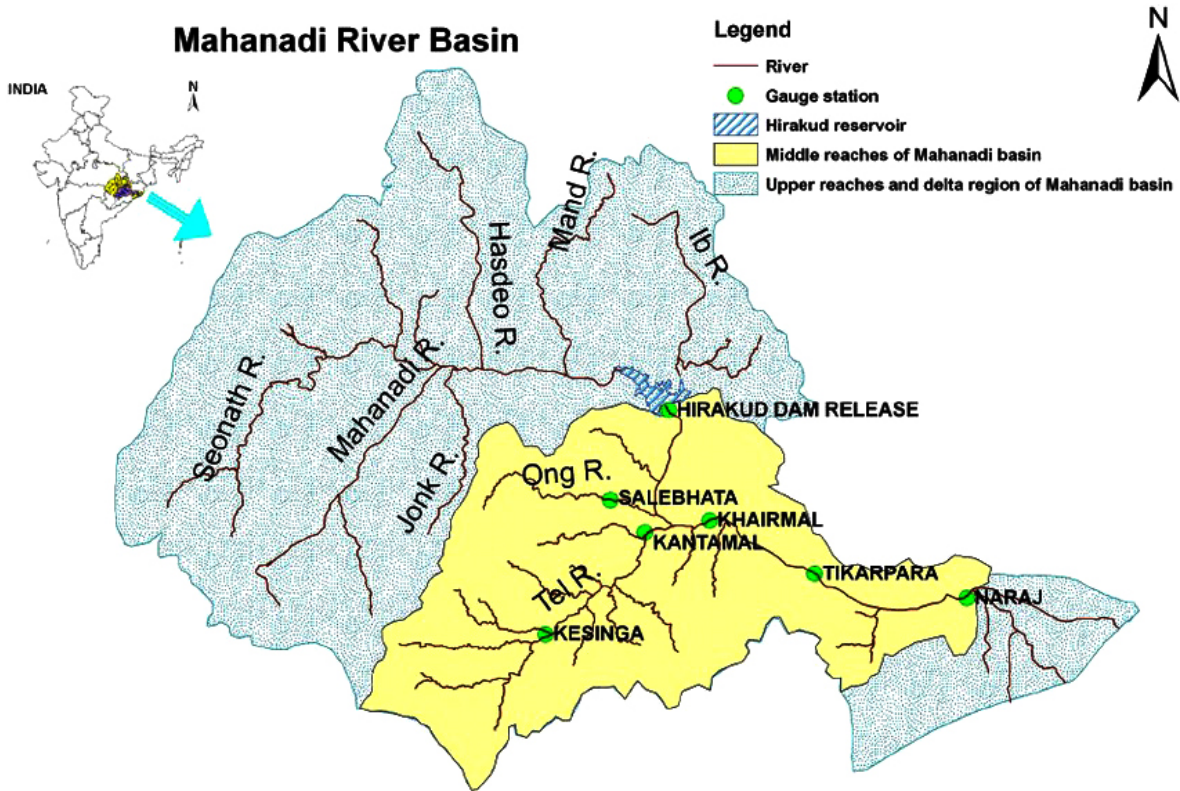 Mahanadi River Basin
INDIA
N
Legend
River
Gauge station
Hirakud reservoir
Middle reaches of Mahanadi basin
Upper reaches and delta region of Mahanadi basin
N
Seonath R.
Mahanadi R.
Jonk R.
Hasdeo R.
Mand R.
Ib R.
HIRAKUD DAM RELEASE
Ong R.
SALEBHATA
KHAIRMAL
KANTAMAL
Tel R.
TIKARPARA
NARAJ
KESINGA